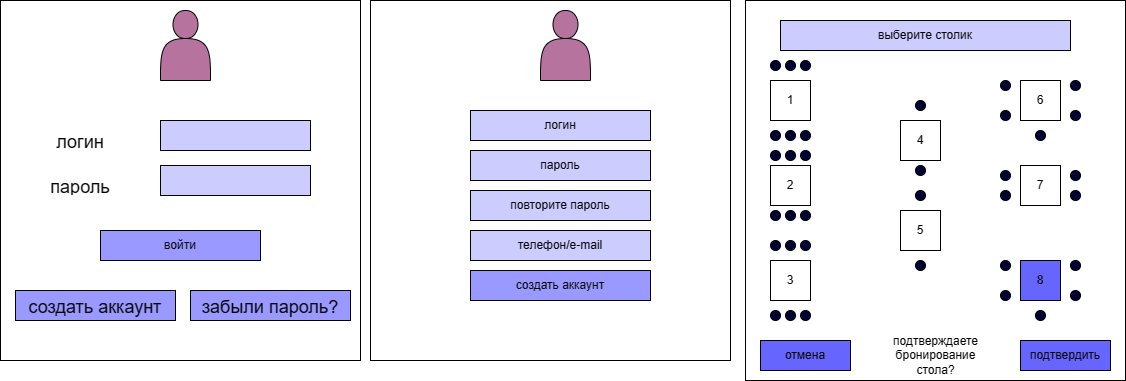 логин
пароль
войти
создать аккаунт
забыли пароль?
логин
пароль
повторите пароль
телефон/e-mail
создать аккаунт
выберите столик
1
2
3
4
5
6
7
8
отмена
подтверждаете
бронирование
стола?
подтвердить